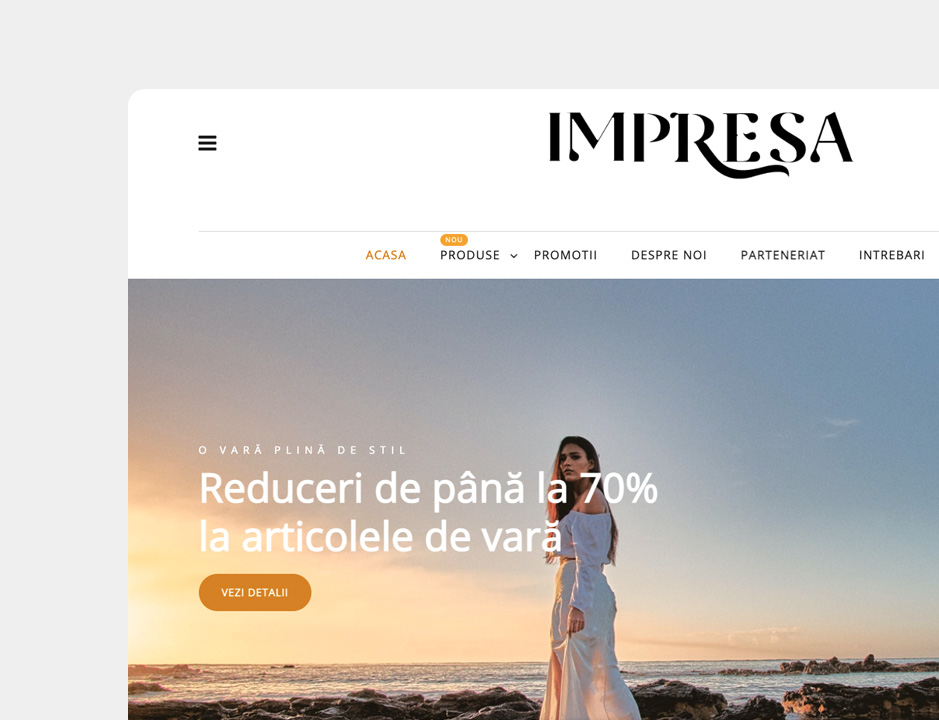 IMPRESA
NOU
ACASA PRODUSE PROMOTII DESPRE NOI PARTENERIAT INTREBARI
O VARĂ PLINĂ DE STIL
Reduceri de până la 70%
la articolele de vară
VEZI DETALII